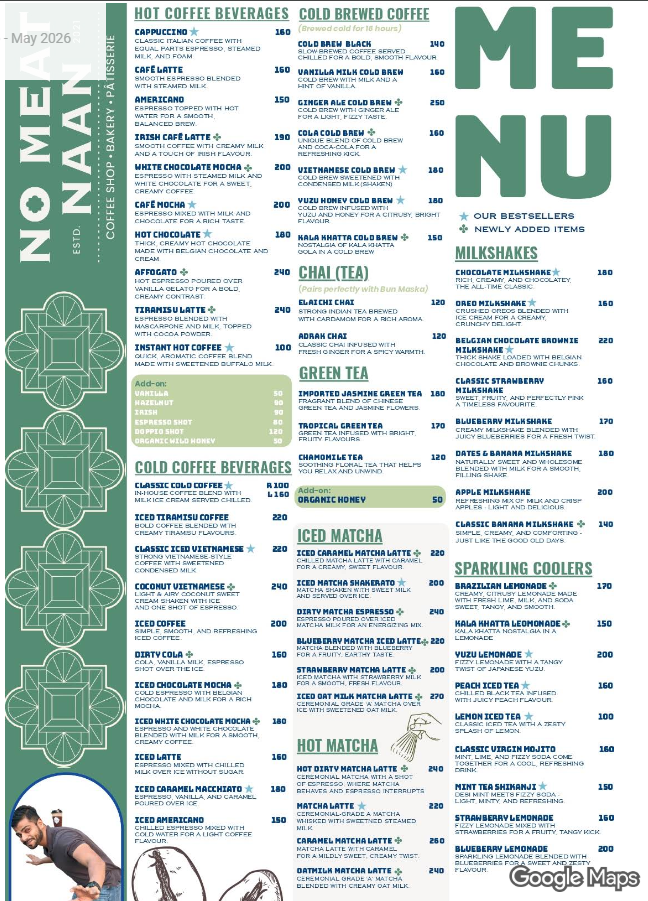 - May 2026
NO MEAT
NAAN
ESTD. 2021
COFFEE SHOP • BAKERY • PÂTISSERIE
HOT COFFEE BEVERAGES
CAPPUCCINO 160
CLASSIC ITALIAN COFFEE WITH
EQUAL PARTS ESPRESSO, STEAMED
MILK, AND FOAM
CAFÉ LATTE 160
SMOOTH ESPRESSO BLENDED
WITH STEAMED MILK.
AMERICANO 150
ESPRESSO TOPPED WITH HOT
WATER FOR A SMOOTH,
BALANCED BREW.
IRISH CAFÉ LATTE 190
SMOOTH COFFEE WITH CREAMY MILK
AND A TOUCH OF IRISH FLAVOUR.
WHITE CHOCOLATE MOCHA 200
ESPRESSO WITH STEAMED MILK AND
WHITE CHOCOLATE FOR A SWEET,
CREAMY COFFEE.
CAFÉ MOCHA 200
ESPRESSO MIXED WITH MILK AND
CHOCOLATE FOR A RICH TASTE.
HOT CHOCOLATE 180
THICK, CREAMY HOT CHOCOLATE
MADE WITH BELGIAN CHOCOLATE AND
CREAM
AFFOGATO 240
HOT ESPRESSO POURED OVER
VANILLA GELATO FOR A BOLD,
CREAMY CONTRAST.
TIRAMISU LATTE 240
ESPRESSO BLENDED WITH
MASCARPONE AND MILK, TOPPED
WITH COCOA POWDER.
INSTANT HOT COFFEE 100
QUICK, AROMATIC COFFEE BLEND
MADE WITH SWEETENED BUFFALO MILK.
Add-on:
VANILLA 50
HAZELNUT 80
IRISH 90
ESPRESSO SHOT 80
DOPPIO SHOT 120
ORGANIC WILD HONEY 50
COLD COFFEE BEVERAGES
CLASSIC COLD COFFEE R 100
IN-HOUSE COFFEE BLEND WITH L 160
MILK ICE CREAM SERVED CHILLED.
ICED TIRAMISU COFFEE 220
BOLD COFFEE BLENDED WITH
CREAMY TIRAMISU FLAVOURS.
CLASSIC ICED VIETNAMESE 220
STRONG VIETNAMESE-STYLE
COFFEE WITH SWEETENED
CONDENSED MILK
COCONUT VIETNAMESE 240
LIGHT & AIRY COCONUT SWEET
CREAM SHAKEN WITH ICE
AND ONE SHOT OF ESPRESSO
ICED COFFEE 200
SIMPLE, SMOOTH, AND REFRESHING
ICED COFFEE.
DIRTY COLA 160
COLA, VANILLA MILK, ESPRESSO
SHOT OVER THE ICE.
ICED CHOCOLATE MOCHA 180
COLD ESPRESSO WITH BELGIAN
CHOCOLATE AND MILK FOR A RICH
MOCHA.
ICED WHITE CHOCOLATE MOCHA 180
ESPRESSO AND WHITE CHOCOLATE
BLENDED WITH MILK FOR A SMOOTH,
CREAMY COFFEE.
ICED LATTE 160
ESPRESSO MIXED WITH CHILLED
MILK OVER ICE WITHOUT SUGAR.
ICED CARAMEL MACCHIATO 180
ESPRESSO, VANILLA, AND CARAMEL
POURED OVER ICE.
ICED AMERICANO 150
CHILLED ESPRESSO MIXED WITH
COLD WATER FOR A LIGHT COFFEE
FLAVOUR.
COLD BREWED COFFEE
(Brewed cold for 16 hours)
COLD BREW BLACK 140
SLOW BREWED COFFEE SERVED
CHILLED FOR A BOLD, SMOOTH FLAVOUR
VANILLA MILK COLD BREW 160
COLD BREW WITH MILK AND A
HINT OF VANILLA.
GINGER ALE COLD BREW 250
COLD BREW WITH GINGER ALE
FOR A LIGHT, FIZZY TASTE.
COLA COLD BREW 160
UNIQUE BLEND OF COLD BREW
AND COCA-COLA FOR A
REFRESHING KICK.
VIETNAMESE COLD BREW 180
COLD BREW SWEETENED WITH
CONDENSED MILK (SHAKEN)
YUZU HONEY COLD BREW 180
COLD BREW INFUSED WITH
YUZU AND HONEY FOR A CITRUSY, BRIGHT
FLAVOUR.
KALA KHATTA COLD BREW 150
NOSTALGIA OF KALA KHATTA
GOLA IN A COLD BREW
CHAI (TEA)
(Pairs perfectly with Bun Maska)
ELAICHI CHAI 120
STRONG INDIAN TEA BREWED
WITH CARDAMOM FOR A RICH AROMA.
ADRAK CHAI 120
CLASSIC CHAI INFUSED WITH
FRESH GINGER FOR A SPICY WARMTH.
GREEN TEA
IMPORTED JASMINE GREEN TEA 180
FRAGRANT BLEND OF CHINESE
GREEN TEA AND JASMINE FLOWERS.
TROPICAL GREEN TEA 170
GREEN TEA INFUSED WITH BRIGHT,
FRUITY FLAVOURS.
CHAMOMILE TEA 120
SOOTHING FLORAL TEA THAT HELPS
YOU RELAX AND UNWIND.
Add-on:
ORGANIC HONEY 50
ICED MATCHA
ICED CARAMEL MATCHA LATTE 220
CHILLED MATCHA LATTE WITH CARAMEL
FOR A CREAMY, SWEET FLAVOUR.
ICED MATCHA SHAKERATO 200
MATCHA SHAKEN WITH SWEET MILK
AND SERVED OVER ICE
DIRTY MATCHA ESPRESSO 240
ESPRESSO POURED OVER ICED
MATCHA MILK FOR AN ENERGIZING MIX.
BLUEBERRY MATCHA ICED LATTE 220
MATCHA BLENDED WITH BLUEBERRY
FOR A FRUITY, EARTHY TASTE.
STRAWBERRY MATCHA LATTE 200
ICED MATCHA WITH STRAWBERRY MILK
FOR A SMOOTH, FRESH FLAVOUR.
ICED OAT MILK MATCHA LATTE 270
CEREMONIAL GRADE 'A' MATCHA OVER
ICE WITH SWEETENED OAT MILK.
HOT MATCHA
HOT DIRTY MATCHA LATTE 240
CEREMONIAL MATCHA WITH A SHOT
OF ESPRESSO. WHERE MATCHA
BEHAVES AND ESPRESSO INTERRUPTS
MATCHA LATTE 220
CEREMONIAL-GRADE A MATCHA
WHISKED WITH SWEETNED STEAMED
MILK.
CARAMEL MATCHA LATTE 260
MATCHA LATTE WITH CARAMEL
FOR A MILDLY SWEET, CREAMY TWIST.
OATMILK MATCHA LATTE 240
CEREMONIAL GRADE 'A' MATCHA
BLENDED WITH CREAMY OAT MILK.
ME
NU
OUR BESTSELLERS
NEWLY ADDED ITEMS
MILKSHAKES
CHOCOLATE MILKSHAKE 180
RICH, CREAMY, AND CHOCOLATEY,
THE ALL-TIME CLASSIC.
OREO MILKSHAKE 160
CRUSHED OREOS BLENDED WITH
ICE CREAM FOR A CREAMY,
CRUNCHY DELIGHT.
BELGIAN CHOCOLATE BROWNIE 220
MILKSHAKE
THICK SHAKE LOADED WITH BELGIAN
CHOCOLATE AND BROWNIE CHUNKS.
CLASSIC STRAWBERRY 160
MILKSHAKE
SWEET, FRUITY, AND PERFECTLY PINK
A TIMELESS FAVOURITE.
BLUEBERRY MILKSHAKE 170
CREAMY MILKSHAKE BLENDED WITH
JUICY BLUEBERRIES FOR A FRESH TWIST.
DATES & BANANA MILKSHAKE 180
NATURALLY SWEET AND WHOLESOME
BLENDED WITH MILK FOR A SMOOTH,
FILLING SHAKE.
APPLE MILKSHAKE 200
REFRESHING MIX OF MILK AND CRISP
APPLES - LIGHT AND DELICIOUS.
CLASSIC BANANA MILKSHAKE 140
SIMPLE, CREAMY, AND COMFORTING -
JUST LIKE THE GOOD OLD DAYS.
SPARKLING COOLERS
BRAZILIAN LEMONADE 170
CREAMY, CITRUSY LEMONADE MADE
WITH FRESH LIME, MILK, AND SODA
SWEET, TANGY, AND SMOOTH.
KALA KHATTA LEOMONADE 150
KALA KHATTA NOSTALGIA IN A
LEMONADE
YUZU LEMONADE 200
FIZZY LEMONADE WITH A TANGY
TWIST OF JAPANESE YUZU.
PEACH ICED TEA 160
CHILLED BLACK TEA INFUSED
WITH JUICY PEACH FLAVOUR.
LEMON ICED TEA 100
CLASSIC ICED TEA WITH A ZESTY
SPLASH OF LEMON.
CLASSIC VIRGIN MOJITO 160
MINT, LIME, AND FIZZY SODA COME
TOGETHER FOR A COOL, REFRESHING
DRINK.
MINT TEA SHIKANJI 150
DESI MINT MEETS FIZZY SODA -
LIGHT, MINTY, AND REFRESHING.
STRAWBERRY LEMONADE 160
FIZZY LEMONADE MIXED WITH
STRAWBERRIES FOR A FRUITY, TANGY KICK.
BLUEBERRY LEMONADE 200
SPARKLING LEMONADE BLENDED WITH
BLUEBERRIES FOR A SWEET AND ZESTY
FLAVOUR.
Google Maps